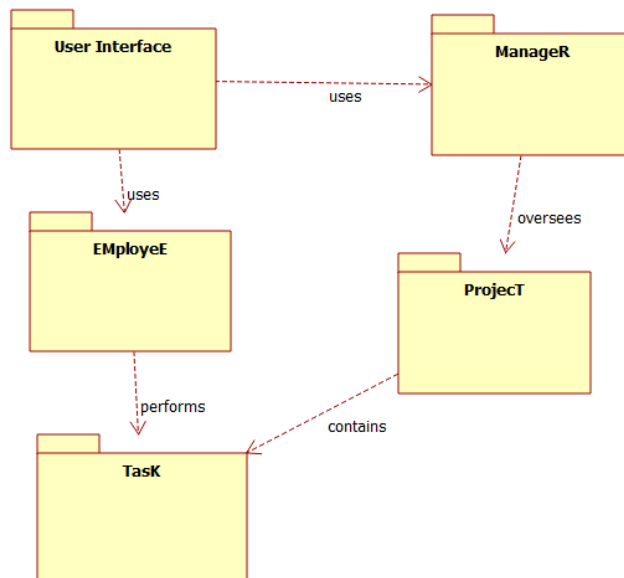 User Interface
ManageR
uses
uses
oversees
EMployeE
ProjecT
performs
contains
TasK